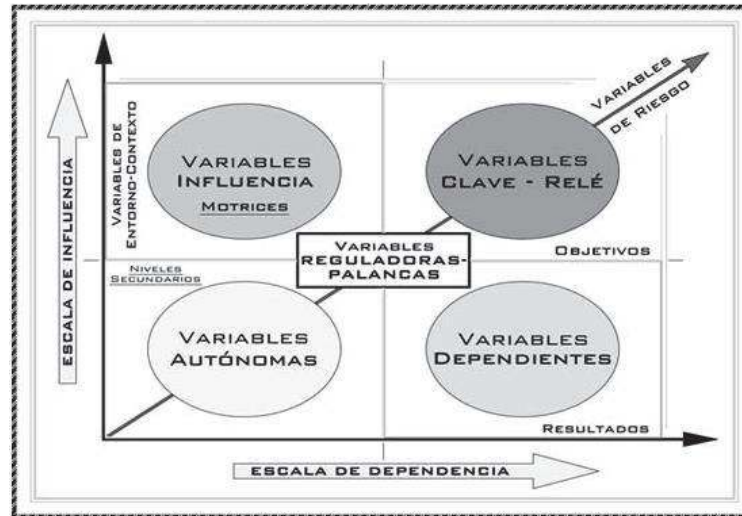 VARIABLES
DE RIESGO
VARIABLES DE
ENTORNO-CONTEXTO
VARIABLES
INFLUENCIA
MOTRICES
VARIABLES
CLAVE - RELÉ
ESCALA DE INFLUENCIA
VARIABLES
REGULADORAS-
PALANCAS
OBJETIVOS
NIVELES
SECUNDARIOS
VARIABLES
AUTÓNOMAS
VARIABLES
DEPENDIENTES
RESULTADOS
ESCALA DE DEPENDENCIA